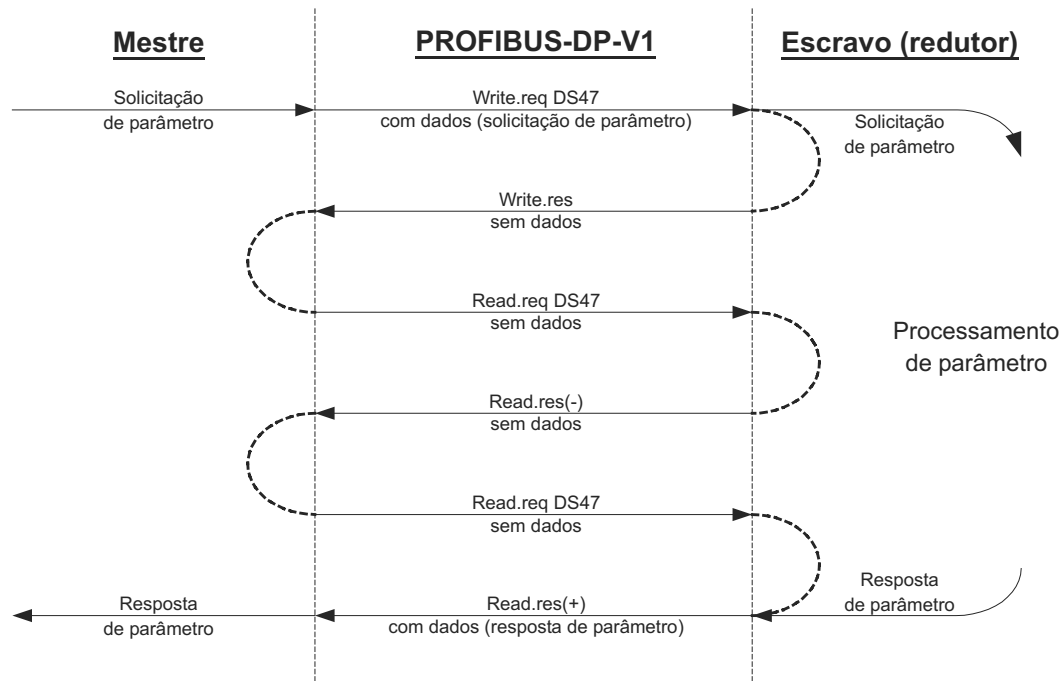 Mestre
PROFIBUS-DP-V1
Escravo (redutor)
Solicitação
de parâmetro
Write.req DS47
com dados (solicitação de parâmetro)
Solicitação
de parâmetro
Write.res
sem dados
Read.req DS47
sem dados
Processamento
de parâmetro
Read.res(-)
sem dados
Read.req DS47
sem dados
Resposta
de parâmetro
Resposta
de parâmetro
Read.res(+)
com dados (resposta de parâmetro)